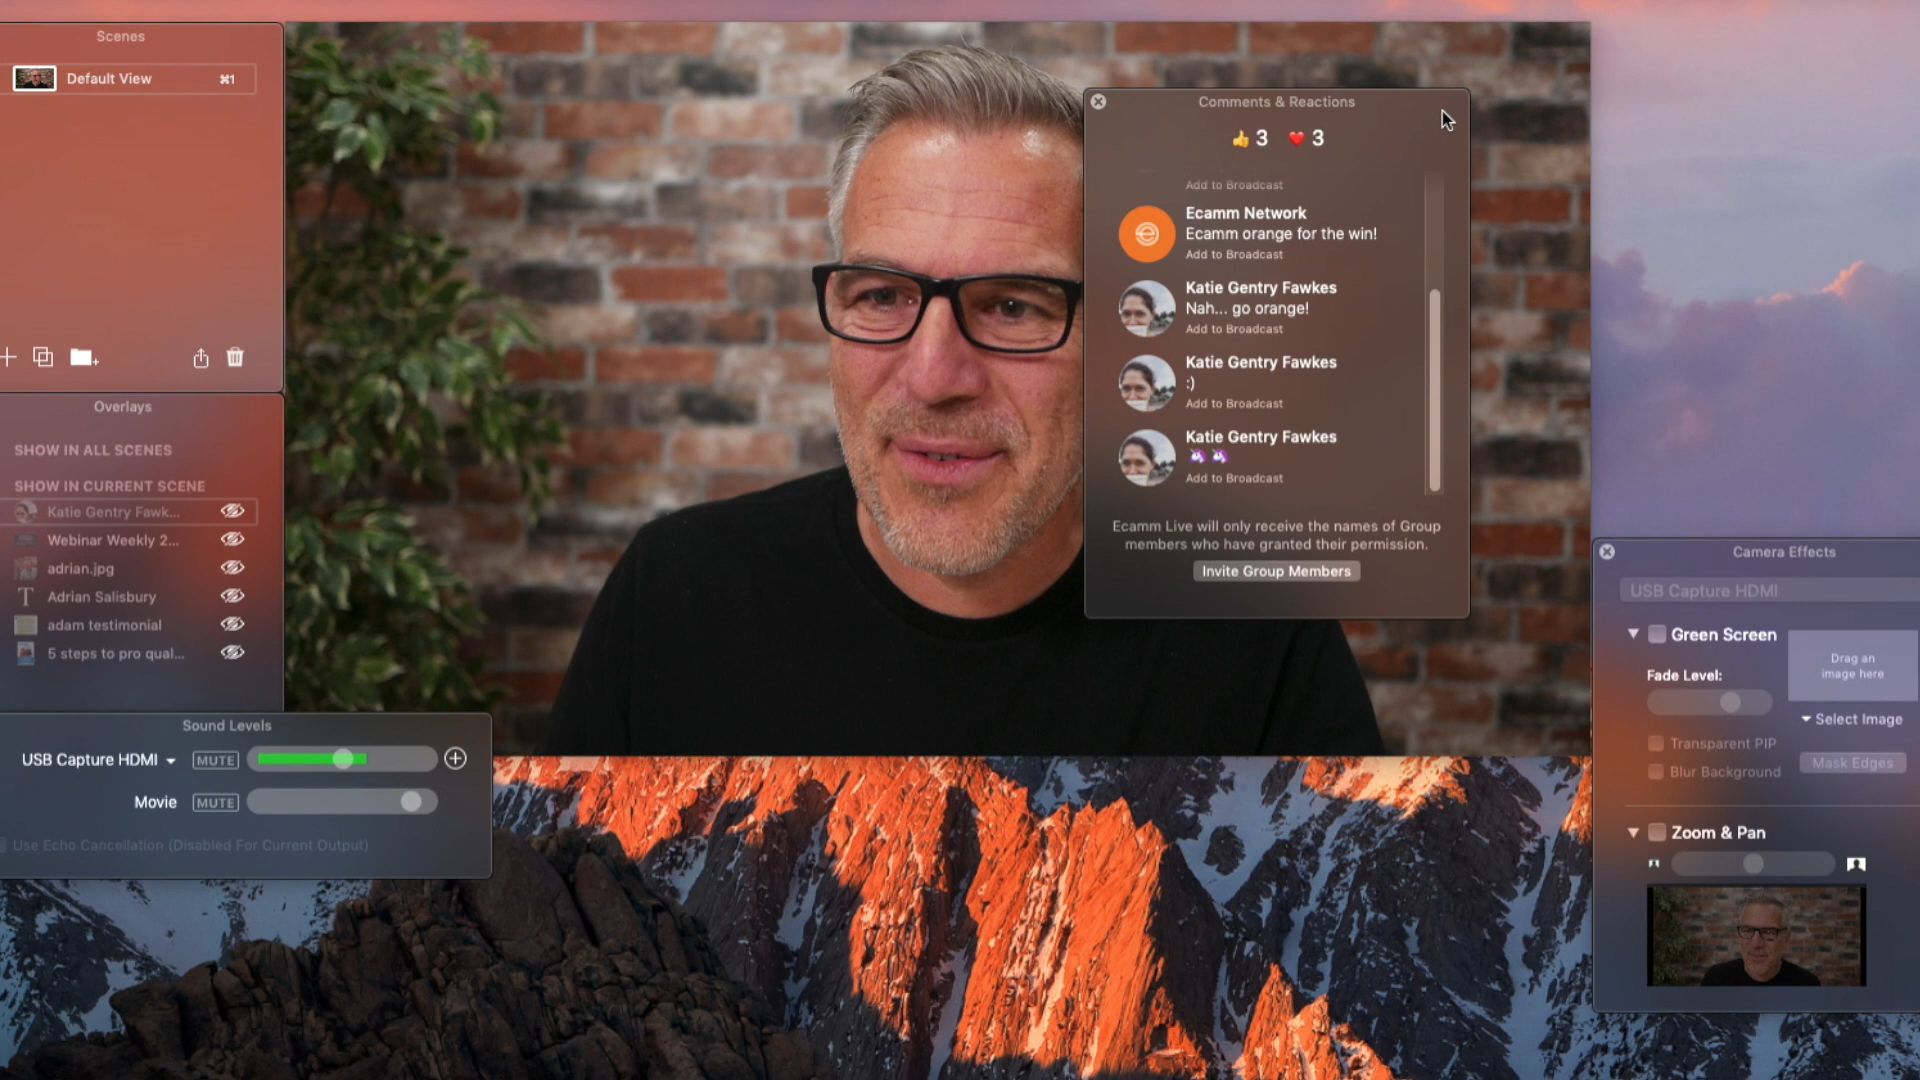 Scenes
Default View ⌘1
Overlays
SHOW IN ALL SCENES
SHOW IN CURRENT SCENE
Katie Gentry Fawk...
Webinar Weekly 2...
adrian.jpg
T Adrian Salisbury
adam testimonial
5 steps to pro qual...
Sound Levels
USB Capture HDMI MUTE
Movie MUTE
Use Echo Cancellation (Disabled For Current Output)
Comments & Reactions
👍 3 ❤️ 3
Add to Broadcast
Ecamm Network
Ecamm orange for the win!
Add to Broadcast
Katie Gentry Fawkes
Nah... go orange!
Add to Broadcast
Katie Gentry Fawkes
:)
Add to Broadcast
Katie Gentry Fawkes
🦄 🦄
Add to Broadcast
Ecamm Live will only receive the names of Group
members who have granted their permission.
Invite Group Members
Camera Effects
USB Capture HDMI
Green Screen
Drag an
image here
Fade Level:
Select Image
Transparent PIP
Blur Background
Mask Edges
Zoom & Pan